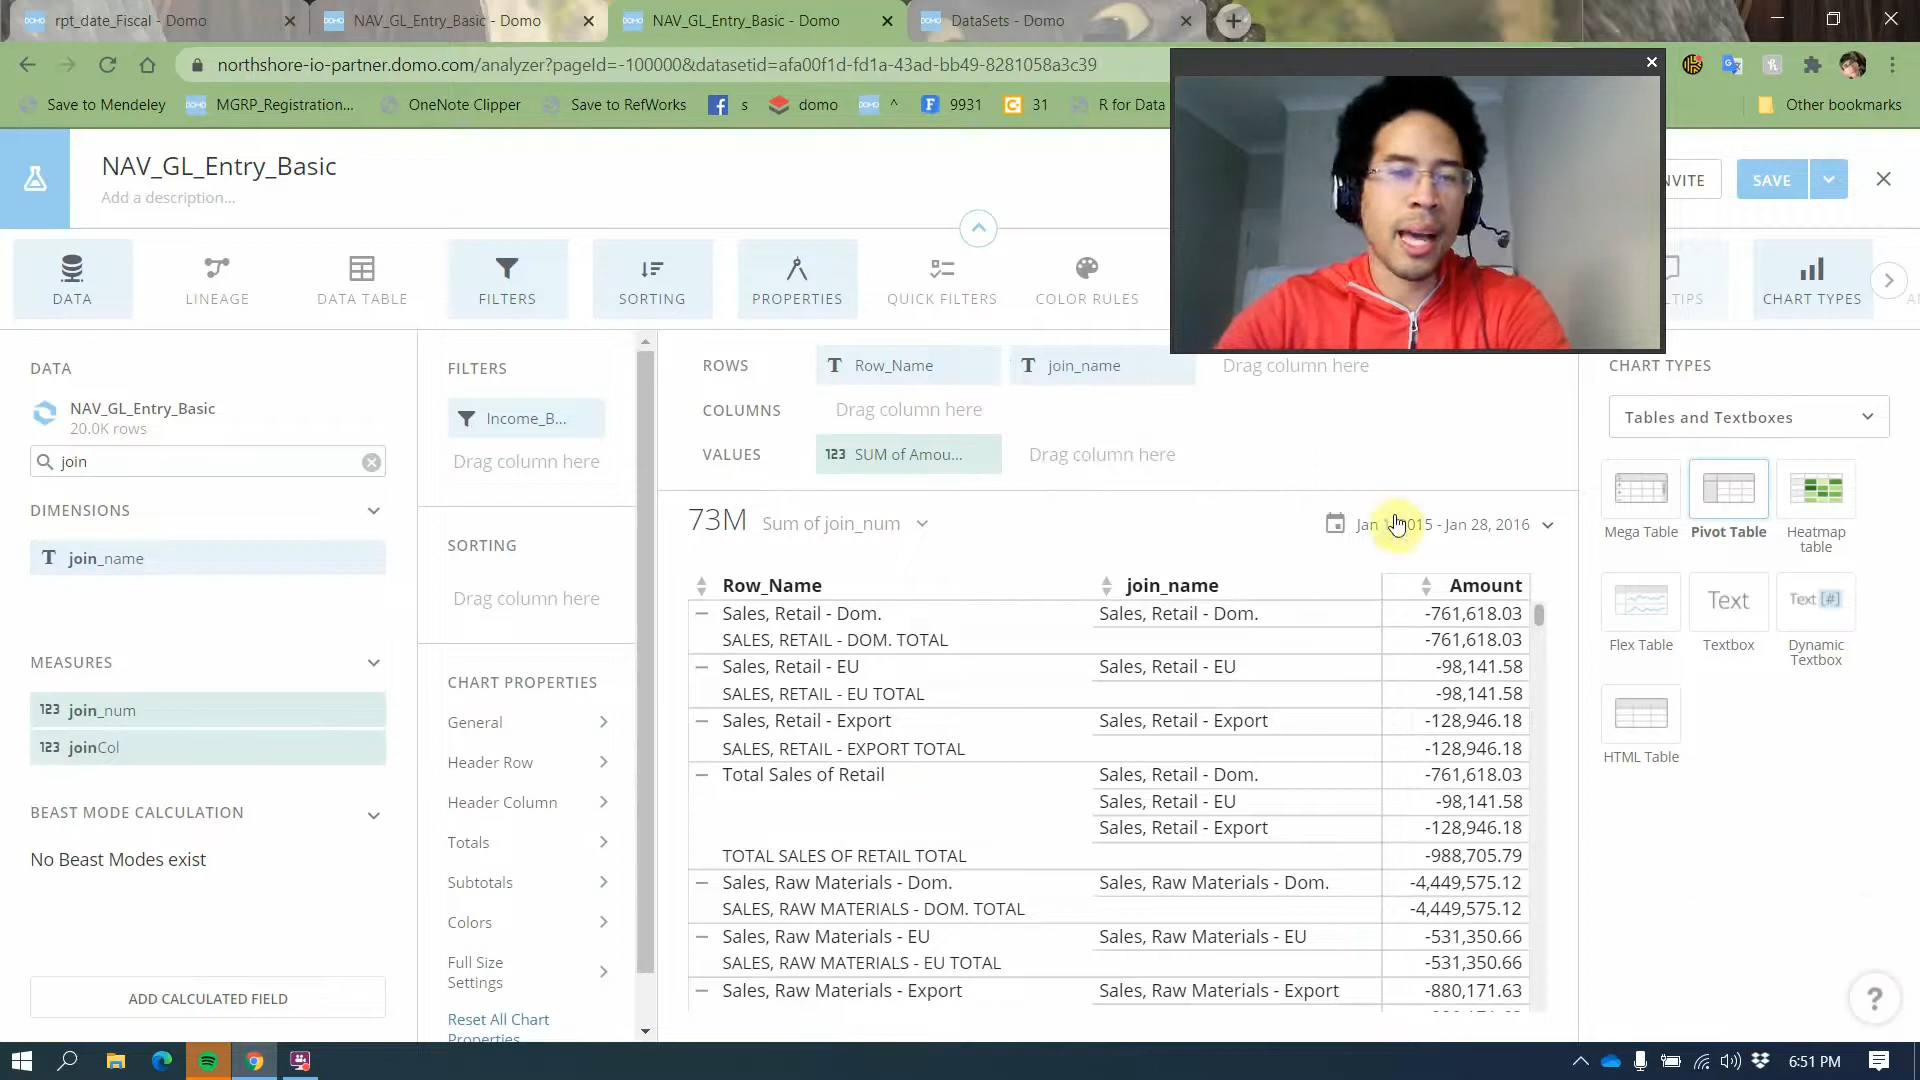 rpt_date_Fiscal - Domo
NAV_GL_Entry_Basic - Domo
NAV_GL_Entry_Basic - Domo
DataSets - Domo
northshore-io-partner.domo.com/analyzer?pageId=-100000&datasetid=afa00f1d-fd1a-43ad-bb49-8281058a3c39
Save to Mendeley
MGRP_Registration...
OneNote Clipper
Save to RefWorks
s
domo
^
9931
31
R for Data
Other bookmarks
NAV_GL_Entry_Basic
Add a description...
SAVE
DATA
LINEAGE
DATA TABLE
FILTERS
SORTING
PROPERTIES
QUICK FILTERS
COLOR RULES
CHART TYPES
DATA
NAV_GL_Entry_Basic
20.0K rows
join
DIMENSIONS
T join_name
MEASURES
123 join_num
123 joinCol
BEAST MODE CALCULATION
No Beast Modes exist
ADD CALCULATED FIELD
FILTERS
Income_B...
Drag column here
SORTING
Drag column here
CHART PROPERTIES
General
Header Row
Header Column
Totals
Subtotals
Colors
Full Size
Settings
Reset All Chart
Properties
ROWS T Row_Name T join_name Drag column here
COLUMNS Drag column here
VALUES 123 SUM of Amou... Drag column here
73M Sum of join_num
Jan 2015 - Jan 28, 2016
Row_Name join_name Amount
Sales, Retail - Dom. Sales, Retail - Dom. -761,618.03
SALES, RETAIL - DOM. TOTAL -761,618.03
Sales, Retail - EU Sales, Retail - EU -98,141.58
SALES, RETAIL - EU TOTAL -98,141.58
Sales, Retail - Export Sales, Retail - Export -128,946.18
SALES, RETAIL - EXPORT TOTAL -128,946.18
Total Sales of Retail Sales, Retail - Dom. -761,618.03
Sales, Retail - EU -98,141.58
Sales, Retail - Export -128,946.18
TOTAL SALES OF RETAIL TOTAL -988,705.79
Sales, Raw Materials - Dom. Sales, Raw Materials - Dom. -4,449,575.12
SALES, RAW MATERIALS - DOM. TOTAL -4,449,575.12
Sales, Raw Materials - EU Sales, Raw Materials - EU -531,350.66
SALES, RAW MATERIALS - EU TOTAL -531,350.66
Sales, Raw Materials - Export Sales, Raw Materials - Export -880,171.63
CHART TYPES
Tables and Textboxes
Mega Table
Pivot Table
Heatmap
table
Text
Text [#]
Flex Table
Textbox
Dynamic
Textbox
HTML Table
?
6:51 PM